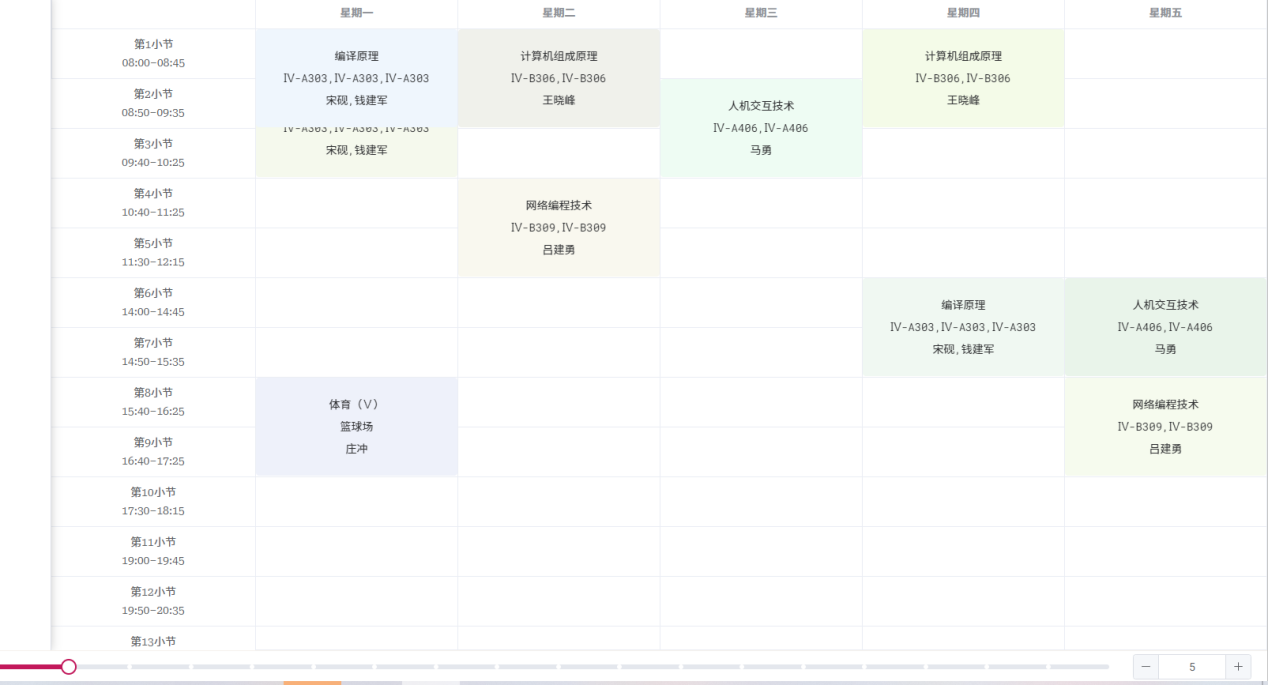 星期一
星期二
星期三
星期四
星期五
第1小节
08:00-08:45
编译原理
Ⅳ-A303,Ⅳ-A303,Ⅳ-A303
宋砚,钱建军
计算机组成原理
Ⅳ-B306,Ⅳ-B306
王晓峰
计算机组成原理
Ⅳ-B306,Ⅳ-B306
王晓峰
第2小节
08:50-09:35
人机交互技术
Ⅳ-A406,Ⅳ-A406
马勇
第3小节
09:40-10:25
Ⅳ-A303,Ⅳ-A303,Ⅳ-A303
宋砚,钱建军
第4小节
10:40-11:25
网络编程技术
Ⅳ-B309,Ⅳ-B309
吕建勇
第5小节
11:30-12:15
第6小节
14:00-14:45
编译原理
Ⅳ-A303,Ⅳ-A303,Ⅳ-A303
宋砚,钱建军
人机交互技术
Ⅳ-A406,Ⅳ-A406
马勇
第7小节
14:50-15:35
第8小节
15:40-16:25
体育（Ⅴ）
篮球场
庄冲
网络编程技术
Ⅳ-B309,Ⅳ-B309
吕建勇
第9小节
16:40-17:25
第10小节
17:30-18:15
第11小节
19:00-19:45
第12小节
19:50-20:35
第13小节
5